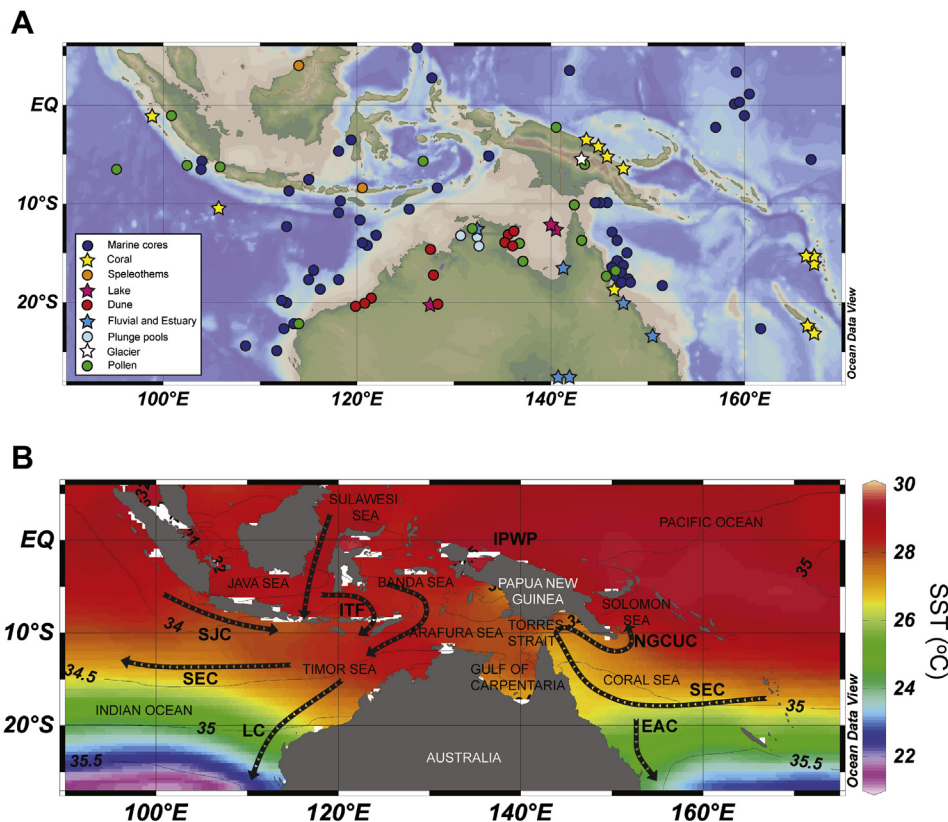 A
EQ
10°S
20°S
Marine cores
Coral
Speleothems
Lake
Dune
Fluvial and Estuary
Plunge pools
Glacier
Pollen
Ocean Data View
100°E
120°E
140°E
160°E
B
SULAWESI
SEA
PACIFIC OCEAN
EQ
IPWP
32
35
JAVA SEA
BANDA SEA
PAPUA NEW
GUINEA
ITF
SOLOMON
SEA
34
SJC
10°S
ARAFURA SEA
TORRES
STRAIT
NGCUC
34.5
SEC
TIMOR SEA
GULF OF
CARPENTARIA
CORAL SEA
SEC
INDIAN OCEAN
35
LC
20°S
EAC
35
35.5
AUSTRALIA
35.5
Ocean Data View
100°E
120°E
140°E
160°E
30
28
26
24
22
SST (ºC)